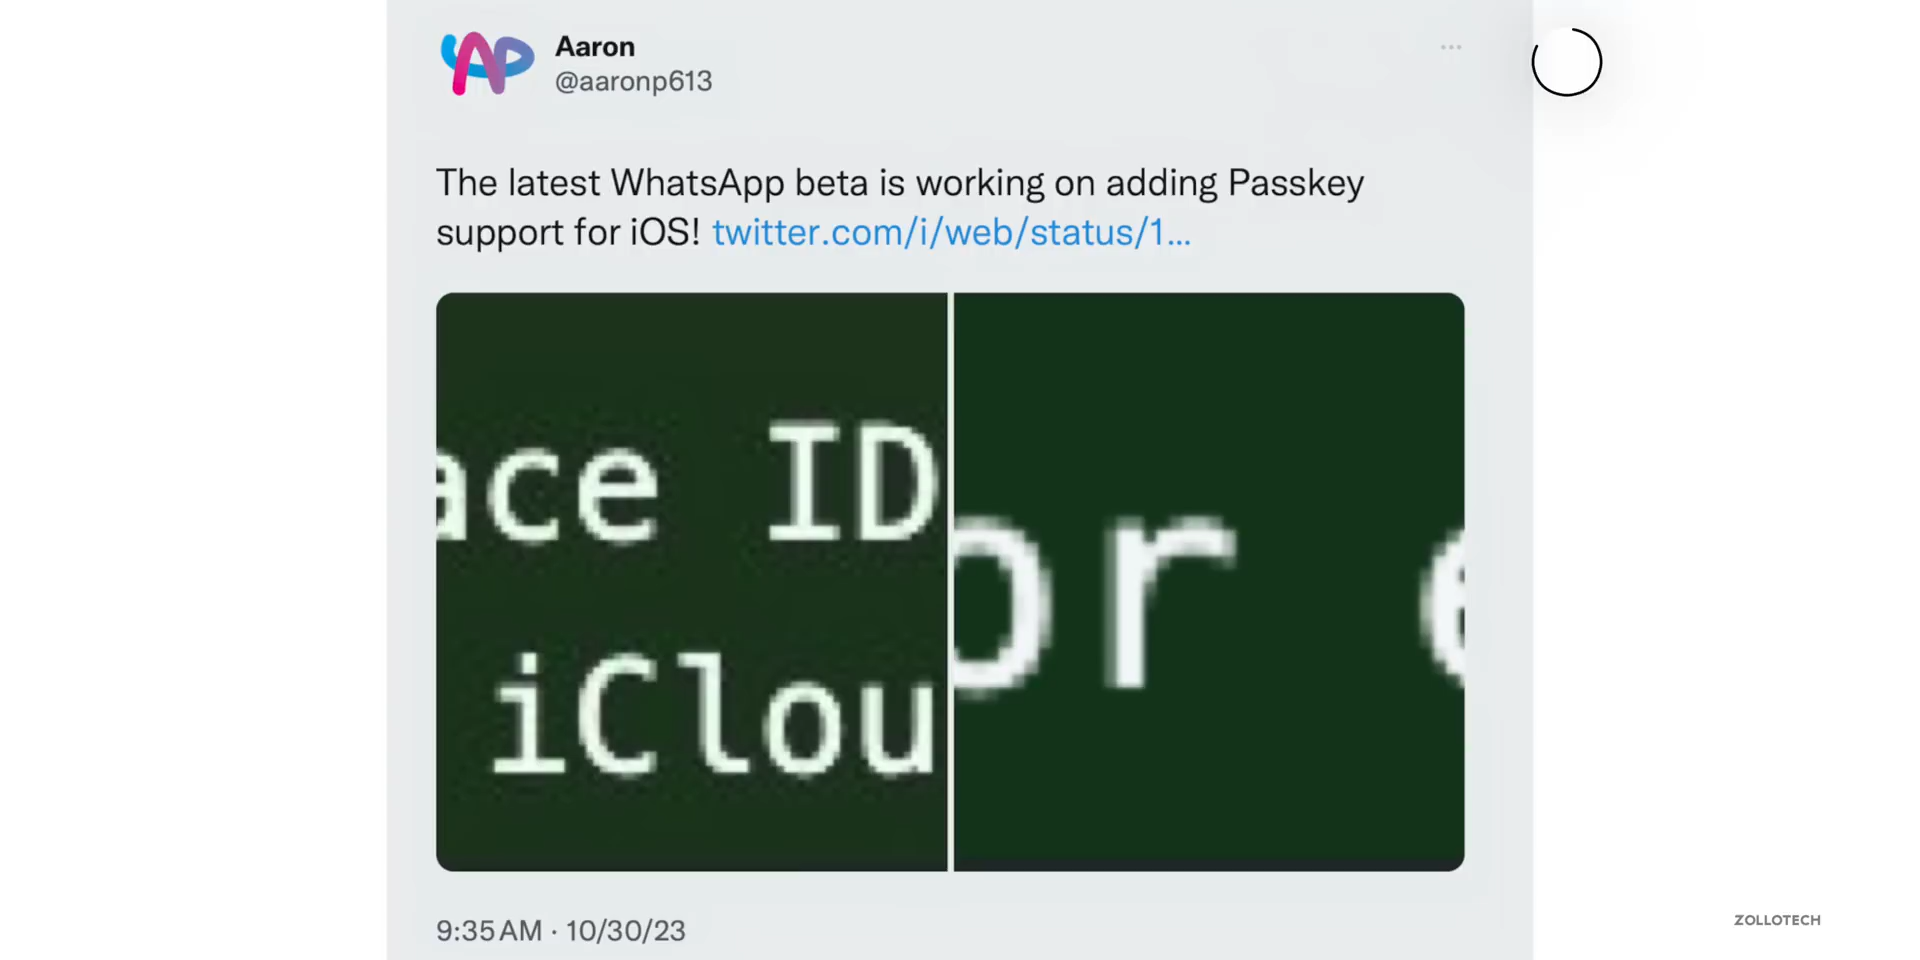 Aaron
@aaronp613
The latest WhatsApp beta is working on adding Passkey
support for iOS! twitter.com/i/web/status/1...
ace ID
iClou
or e
9:35 AM · 10/30/23
ZOLLOTECH